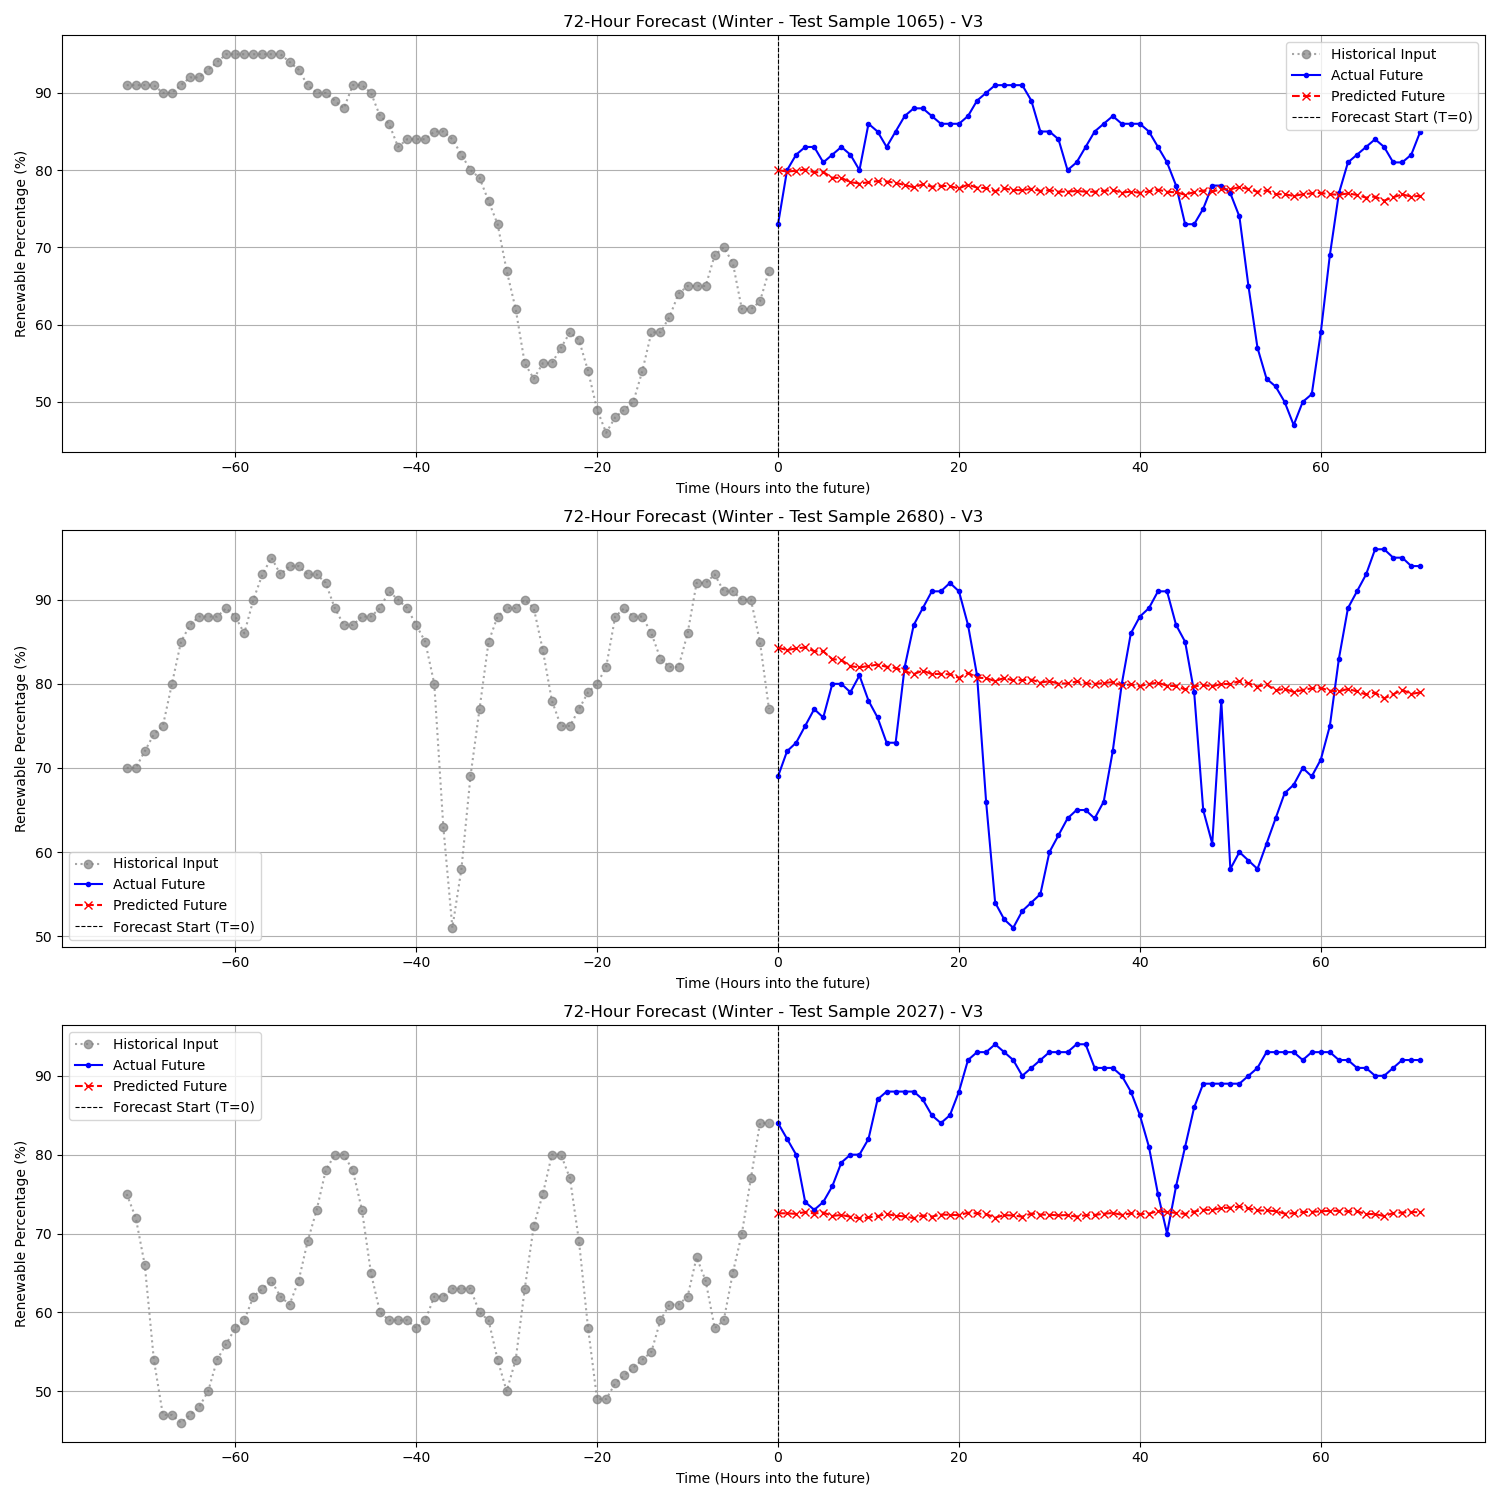 72-Hour Forecast (Winter - Test Sample 1065) - V3
Renewable Percentage (%)
90
80
70
60
50
Historical Input
Actual Future
Predicted Future
Forecast Start (T=0)
−60 −40 −20 0 20 40 60
Time (Hours into the future)
72-Hour Forecast (Winter - Test Sample 2680) - V3
Renewable Percentage (%)
90
80
70
60
50
Historical Input
Actual Future
Predicted Future
Forecast Start (T=0)
−60 −40 −20 0 20 40 60
Time (Hours into the future)
72-Hour Forecast (Winter - Test Sample 2027) - V3
Renewable Percentage (%)
90
80
70
60
50
Historical Input
Actual Future
Predicted Future
Forecast Start (T=0)
−60 −40 −20 0 20 40 60
Time (Hours into the future)